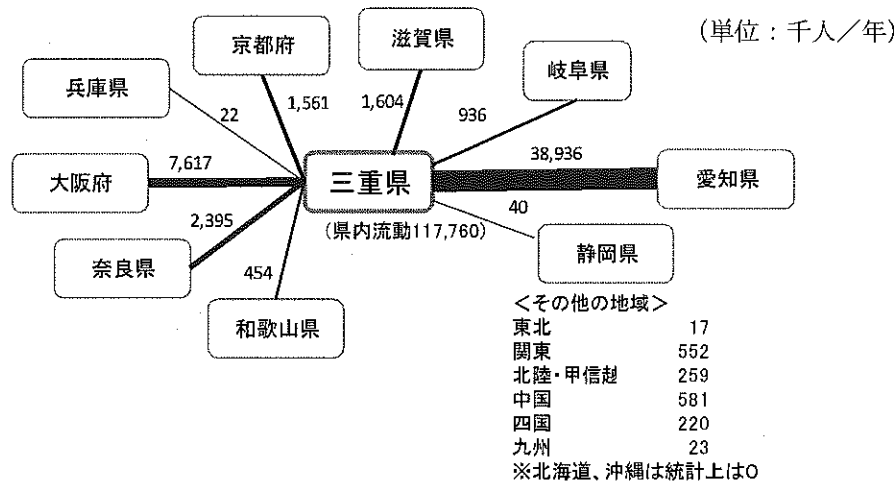 (単位：千人／年)
京都府
滋賀県
岐阜県
兵庫県
22
1,561
1,604
936
大阪府
7,617
三重県
38,936
愛知県
(県内流動117,760)
40
静岡県
2,395
奈良県
454
和歌山県
＜その他の地域＞
東北 17
関東 552
北陸・甲信越 259
中国 581
四国 220
九州 23
※北海道、沖縄は統計上は0